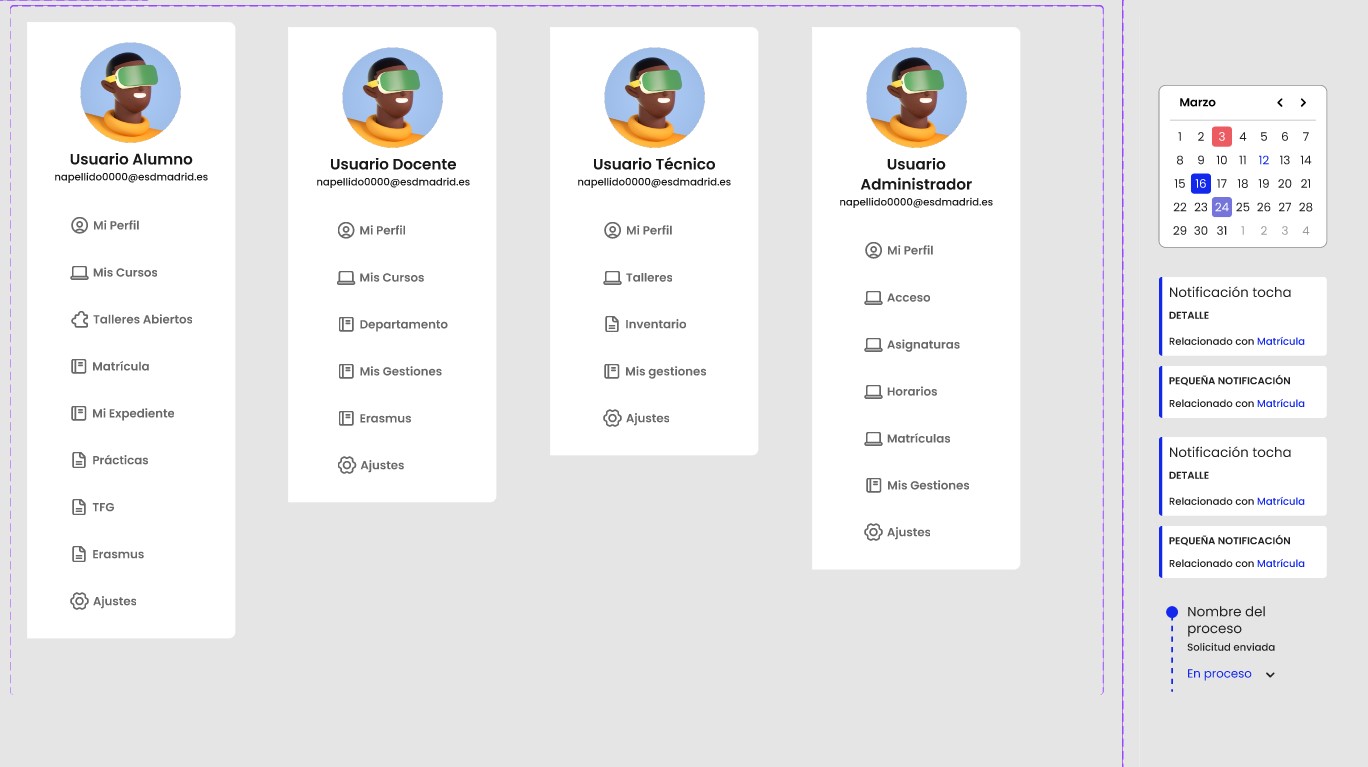 Usuario Alumno
napellido0000@esdmadrid.es
Mi Perfil
Mis Cursos
Talleres Abiertos
Matrícula
Mi Expediente
Prácticas
TFG
Erasmus
Ajustes
Usuario Docente
napellido0000@esdmadrid.es
Mi Perfil
Mis Cursos
Departamento
Mis Gestiones
Erasmus
Ajustes
Usuario Técnico
napellido0000@esdmadrid.es
Mi Perfil
Talleres
Inventario
Mis gestiones
Ajustes
Usuario
Administrador
napellido0000@esdmadrid.es
Mi Perfil
Acceso
Asignaturas
Horarios
Matrículas
Mis Gestiones
Ajustes
Marzo
1 2 3 4 5 6 7
8 9 10 11 12 13 14
15 16 17 18 19 20 21
22 23 24 25 26 27 28
29 30 31 1 2 3 4
Notificación tocha
DETALLE
Relacionado con Matrícula
PEQUEÑA NOTIFICACIÓN
Relacionado con Matrícula
Notificación tocha
DETALLE
Relacionado con Matrícula
PEQUEÑA NOTIFICACIÓN
Relacionado con Matrícula
Nombre del
proceso
Solicitud enviada
En proceso